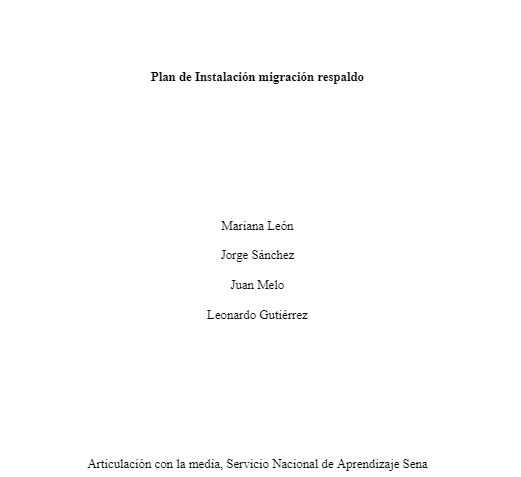 Plan de Instalación migración respaldo
Mariana León
Jorge Sánchez
Juan Melo
Leonardo Gutiérrez
Articulación con la media, Servicio Nacional de Aprendizaje Sena